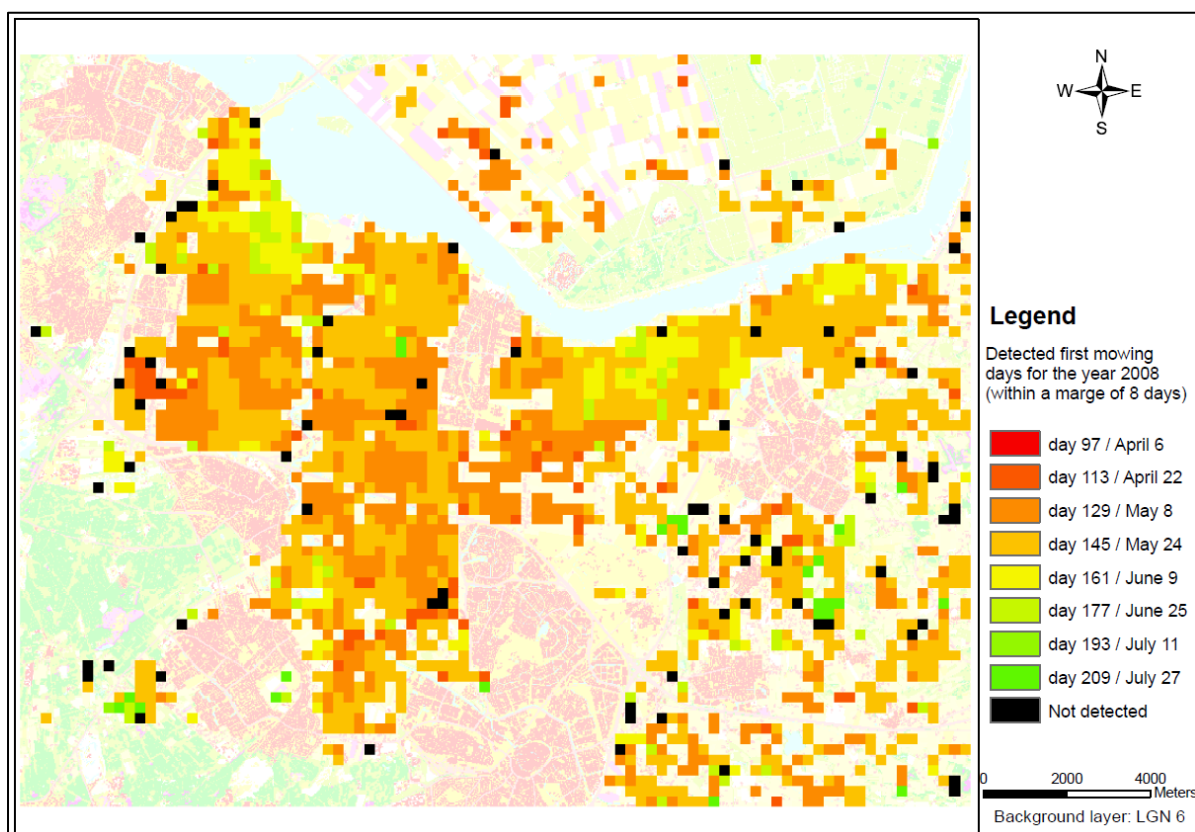 N
W E
S
Legend
Detected first mowing
days for the year 2008
(within a marge of 8 days)
day 97 / April 6
day 113 / April 22
day 129 / May 8
day 145 / May 24
day 161 / June 9
day 177 / June 25
day 193 / July 11
day 209 / July 27
Not detected
0 2000 4000
Meters
Background layer: LGN 6